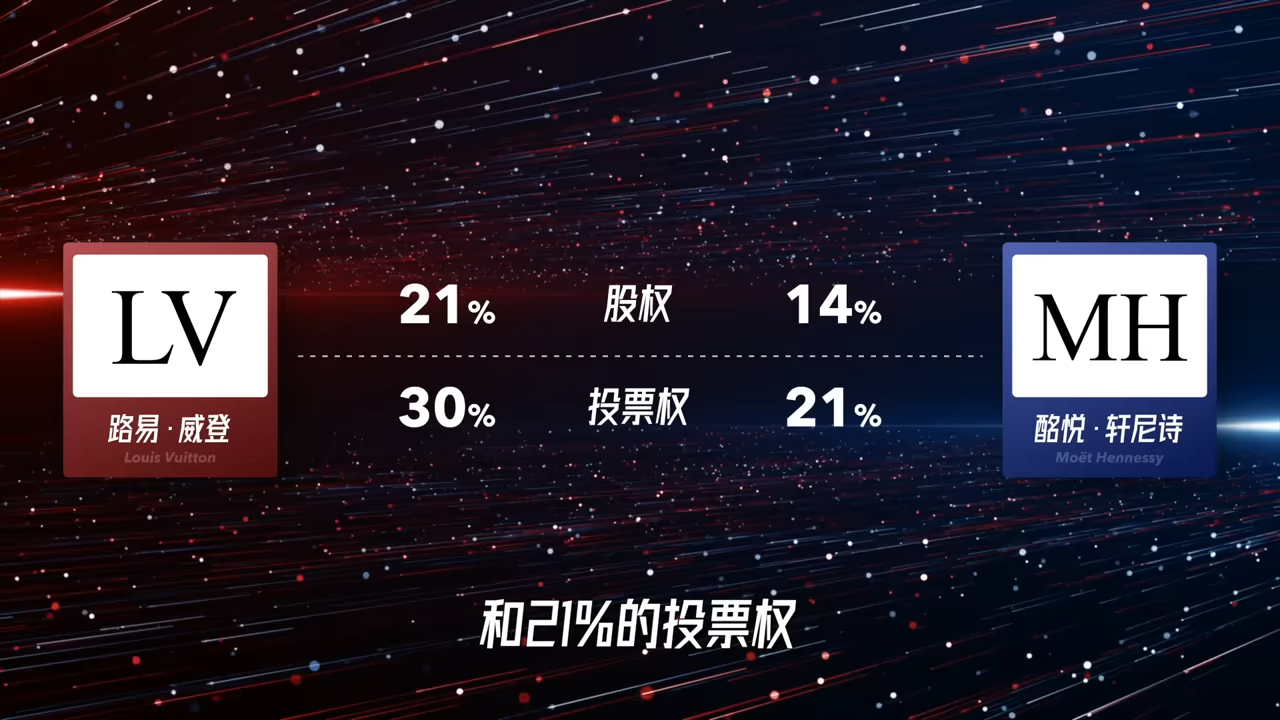 LV
路易·威登
Louis Vuitton
21% 股权 14%
30% 投票权 21%
MH
酩悦·轩尼诗
Moët Hennessy
和21%的投票权